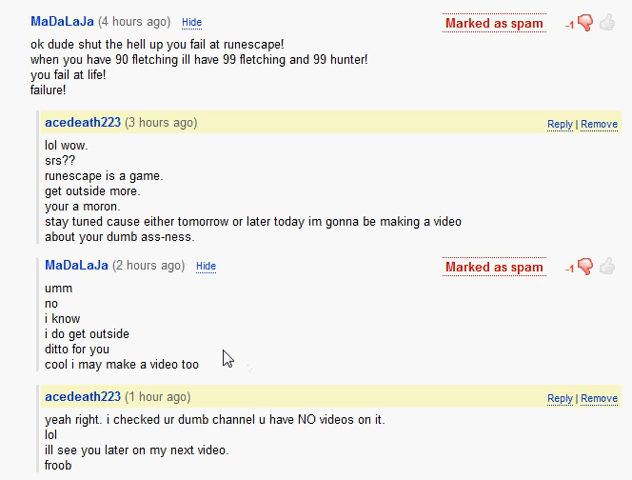 MaDaLaJa (4 hours ago) Hide Marked as spam -1
ok dude shut the hell up you fail at runescape!
when you have 90 fletching ill have 99 fletching and 99 hunter!
you fail at life!
failure!
acedeath223 (3 hours ago) Reply | Remove
lol wow.
srs??
runescape is a game.
get outside more.
your a moron.
stay tuned cause either tomorrow or later today im gonna be making a video
about your dumb ass-ness.
MaDaLaJa (2 hours ago) Hide Marked as spam -1
umm
no
i know
i do get outside
ditto for you
cool i may make a video too
acedeath223 (1 hour ago) Reply | Remove
yeah right. i checked ur dumb channel u have NO videos on it.
lol
ill see you later on my next video.
froob